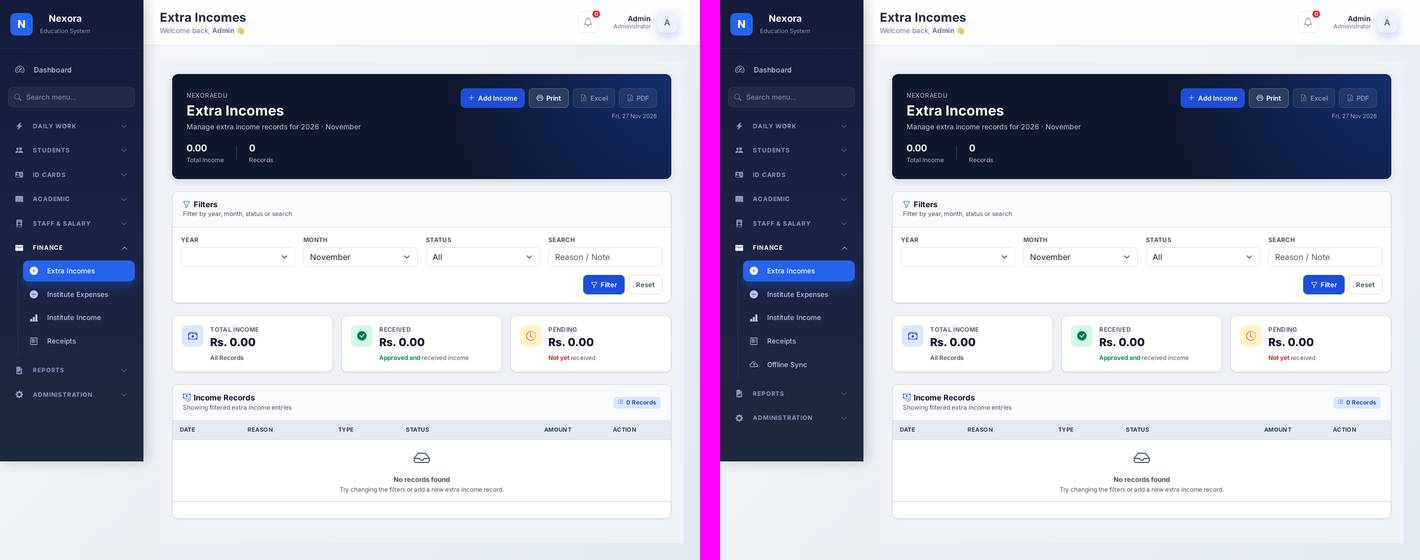 N
Nexora
Education System
Dashboard
Search menu...
DAILY WORK
STUDENTS
ID CARDS
ACADEMIC
STAFF & SALARY
FINANCE
Extra Incomes
Institute Expenses
Institute Income
Receipts
REPORTS
ADMINISTRATION
Extra Incomes
Welcome back, Admin 👋
0
Admin
Administrator
A
NEXORAEDU
Extra Incomes
Manage extra income records for 2026 · November
Add Income
Print
Excel
PDF
Fri, 27 Nov 2026
0.00
Total Income
0
Records
Filters
Filter by year, month, status or search
YEAR
MONTH
November
STATUS
All
SEARCH
Reason / Note
Filter
Reset
TOTAL INCOME
Rs. 0.00
All Records
RECEIVED
Rs. 0.00
Approved and received income
PENDING
Rs. 0.00
Not yet received
Income Records
Showing filtered extra income entries
0 Records
DATE REASON TYPE STATUS AMOUNT ACTION
No records found
Try changing the filters or add a new extra income record.
N
Nexora
Education System
Dashboard
Search menu...
DAILY WORK
STUDENTS
ID CARDS
ACADEMIC
STAFF & SALARY
FINANCE
Extra Incomes
Institute Expenses
Institute Income
Receipts
Offline Sync
REPORTS
ADMINISTRATION
Extra Incomes
Welcome back, Admin 👋
0
Admin
Administrator
A
NEXORAEDU
Extra Incomes
Manage extra income records for 2026 · November
Add Income
Print
Excel
PDF
Fri, 27 Nov 2026
0.00
Total Income
0
Records
Filters
Filter by year, month, status or search
YEAR
MONTH
November
STATUS
All
SEARCH
Reason / Note
Filter
Reset
TOTAL INCOME
Rs. 0.00
All Records
RECEIVED
Rs. 0.00
Approved and received income
PENDING
Rs. 0.00
Not yet received
Income Records
Showing filtered extra income entries
0 Records
DATE REASON TYPE STATUS AMOUNT ACTION
No records found
Try changing the filters or add a new extra income record.